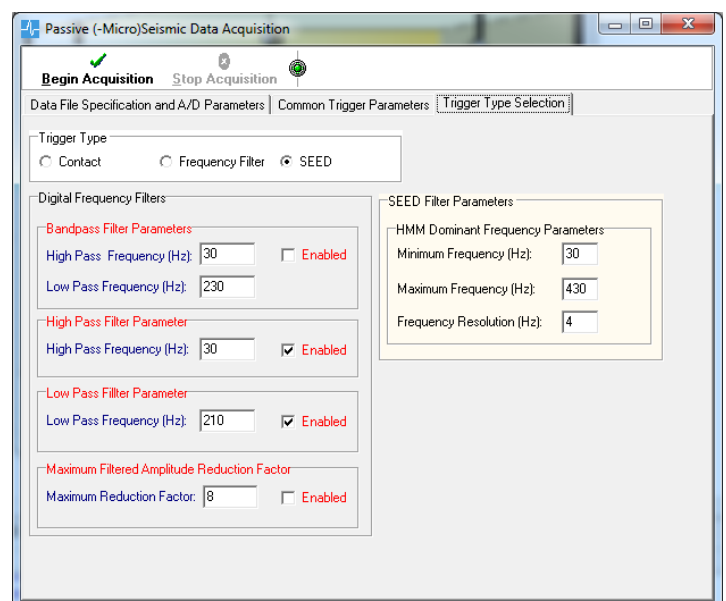 Passive (-Micro)Seismic Data Acquisition
Begin Acquisition Stop Acquisition
Data File Specification and A/D Parameters Common Trigger Parameters Trigger Type Selection
Trigger Type
Contact Frequency Filter SEED
Digital Frequency Filters
Bandpass Filter Parameters
High Pass Frequency (Hz): 30 Enabled
Low Pass Frequency (Hz): 230
High Pass Filter Parameter
High Pass Frequency (Hz): 30 Enabled
Low Pass Fillter Parameter
Low Pass Frequency (Hz): 210 Enabled
Maximum Filtered Amplitude Reduction Factor
Maximum Reduction Factor: 8 Enabled
SEED Filter Parameters
HMM Dominant Frequency Parameters
Minimum Frequency (Hz): 30
Maximum Frequency (Hz): 430
Frequency Resolution (Hz): 4